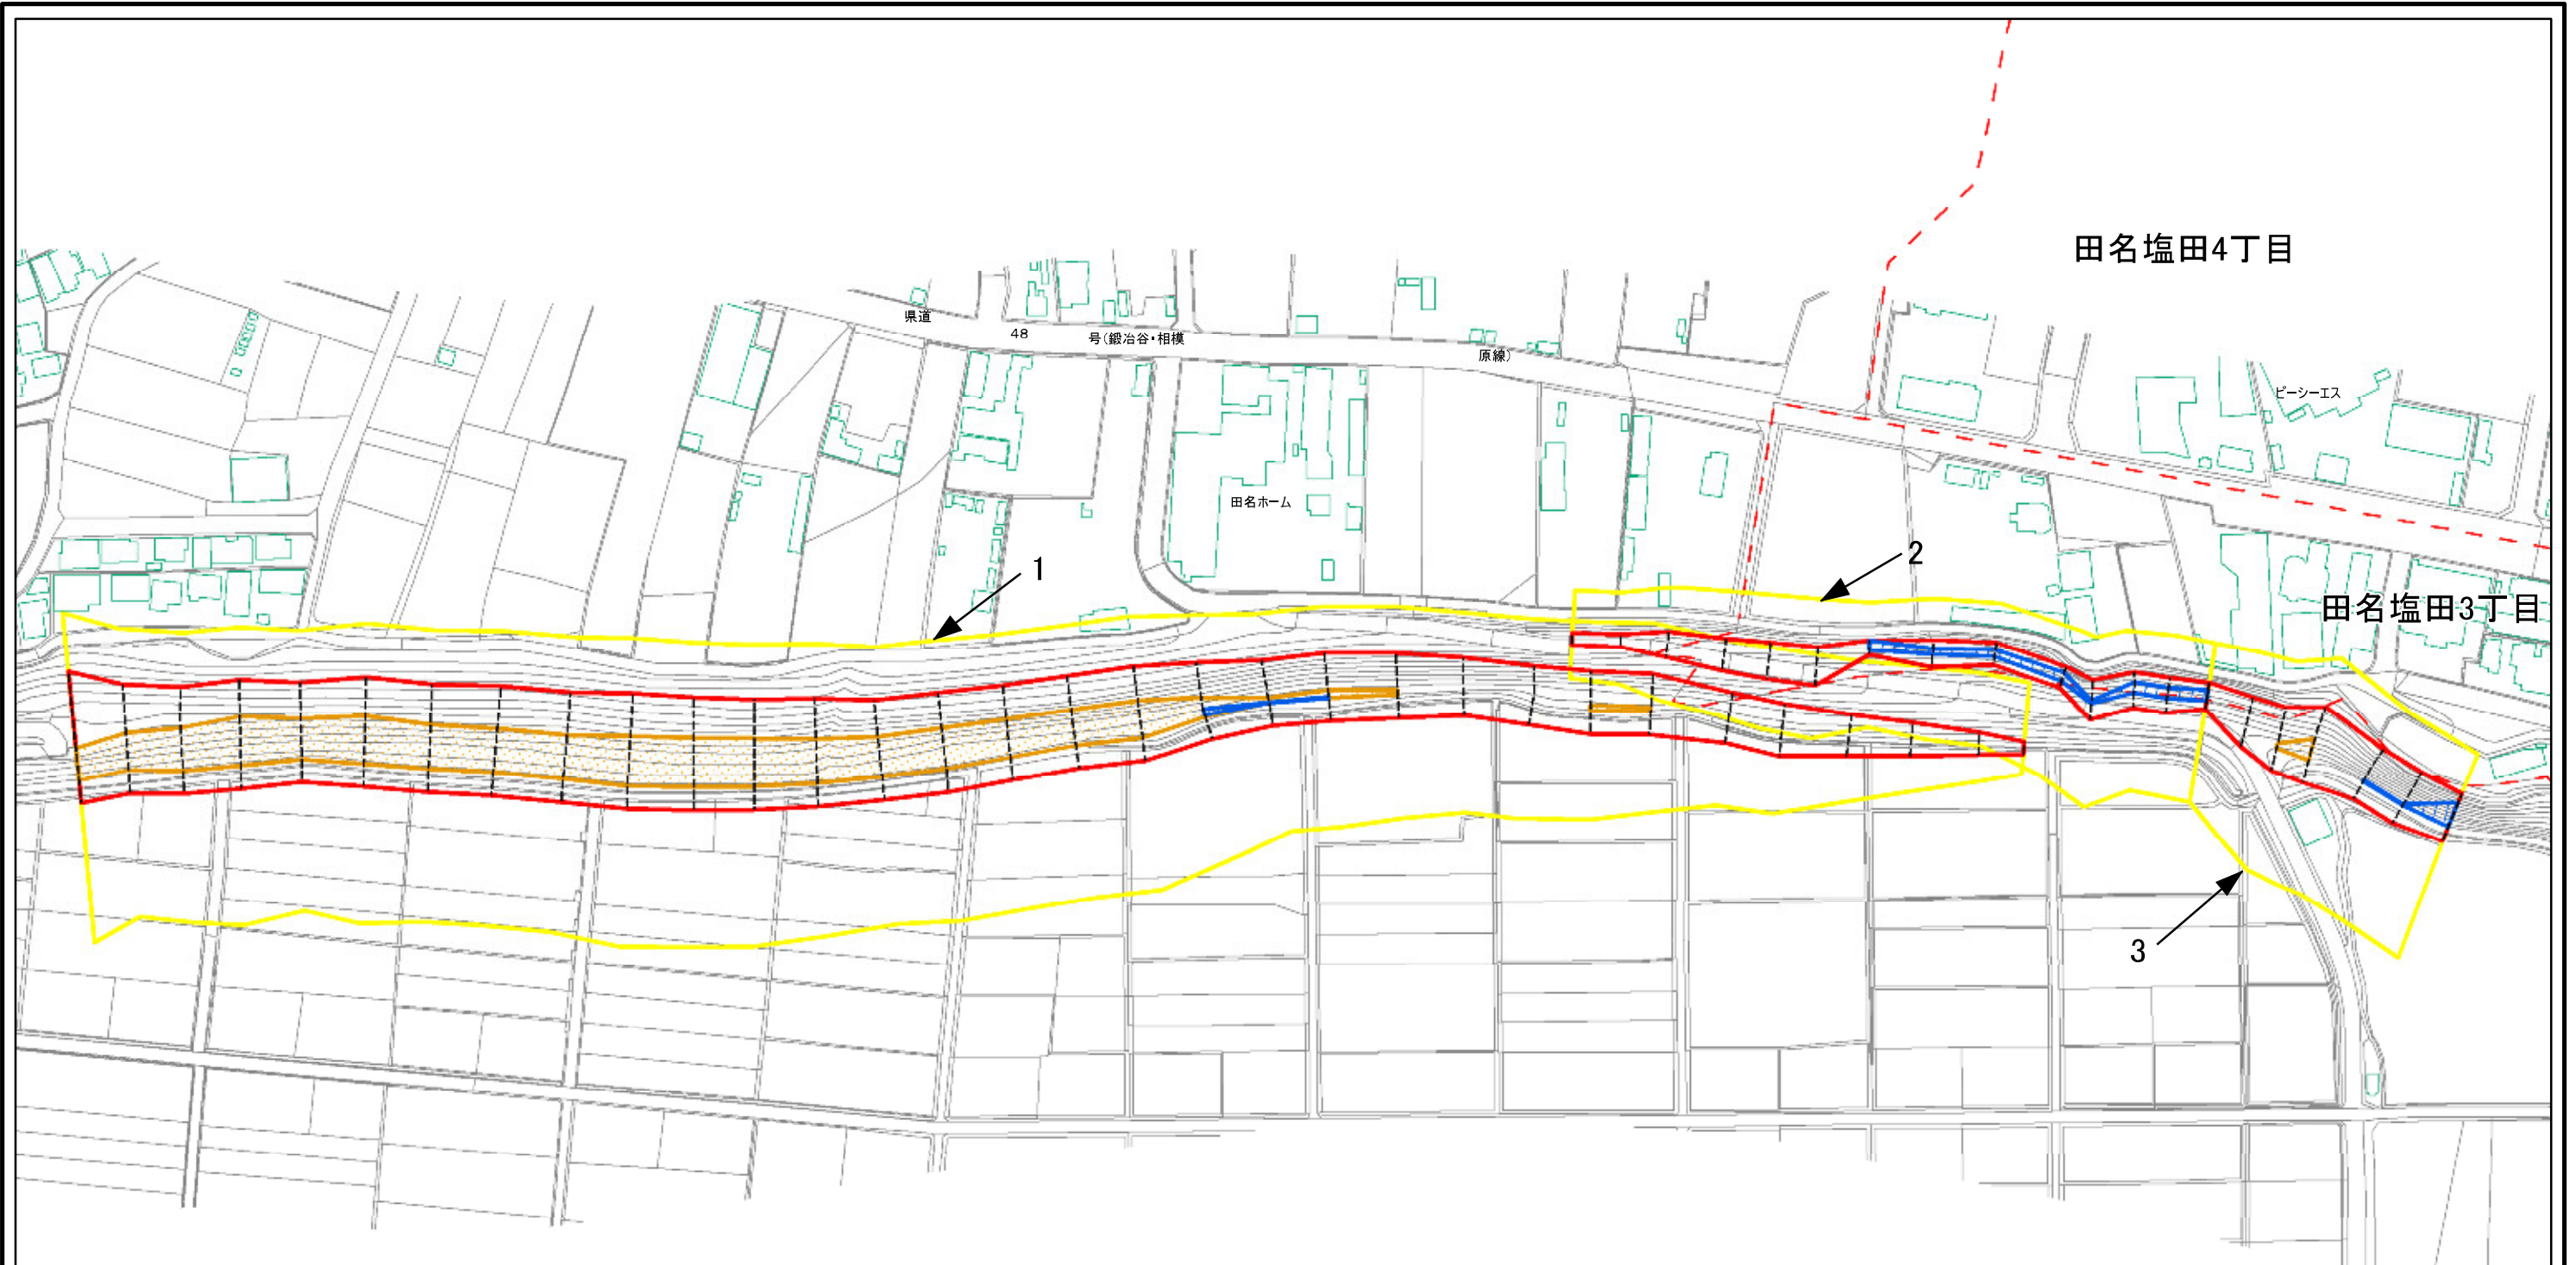 田名塩田4丁目
県道
48
号(鍛冶谷・相模
原線)
ピーシーエス
田名ホーム
2
1
田名塩田3丁目
3